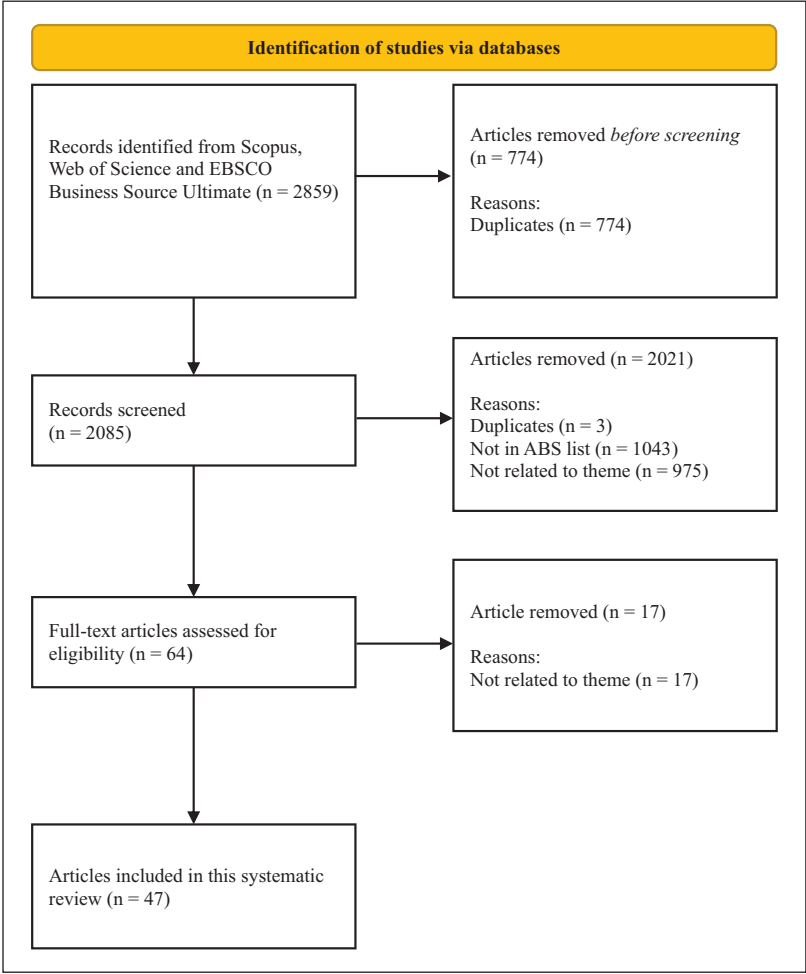 Identification of studies via databases
Records identified from Scopus,
Web of Science and EBSCO
Business Source Ultimate (n = 2859)
Articles removed before screening
(n = 774)
Reasons:
Duplicates (n = 774)
Records screened
(n = 2085)
Articles removed (n = 2021)
Reasons:
Duplicates (n = 3)
Not in ABS list (n = 1043)
Not related to theme (n = 975)
Full-text articles assessed for
eligibility (n = 64)
Article removed (n = 17)
Reasons:
Not related to theme (n = 17)
Articles included in this systematic
review (n = 47)